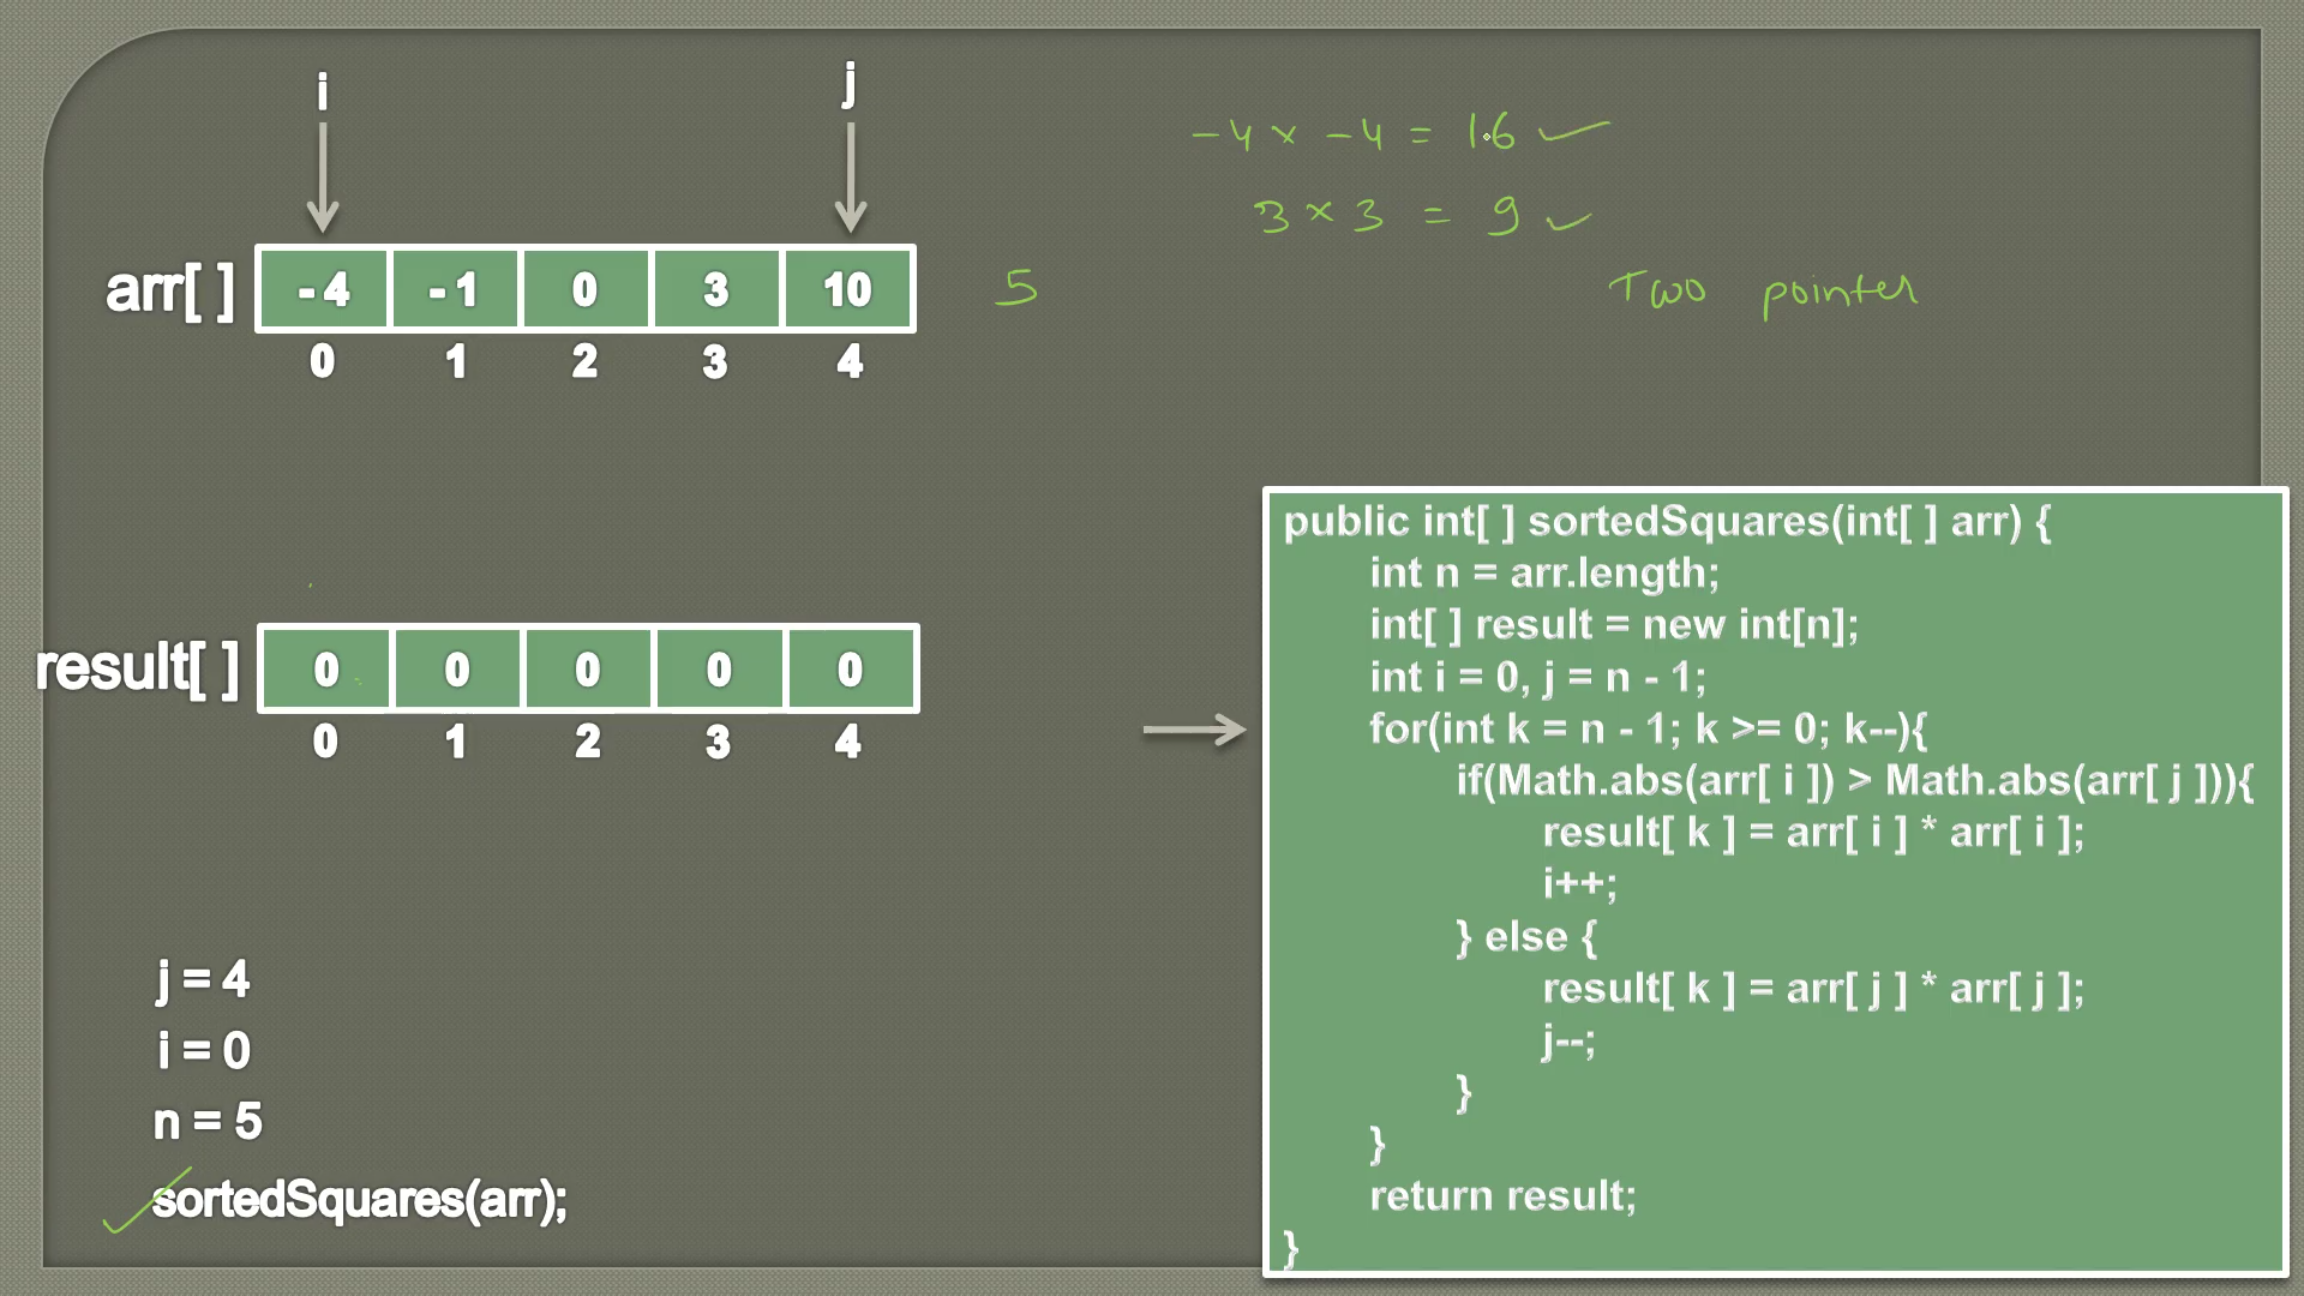 i j
-4 × -4 = 16
3 × 3 = 9
arr[ ] - 4 - 1 0 3 10 5 Two pointer
0 1 2 3 4
result[ ] 0 0 0 0 0
0 1 2 3 4
j = 4
i = 0
n = 5
sortedSquares(arr);
public int[ ] sortedSquares(int[ ] arr) {
int n = arr.length;
int[ ] result = new int[n];
int i = 0, j = n - 1;
for(int k = n - 1; k >= 0; k--){
if(Math.abs(arr[ i ]) > Math.abs(arr[ j ])){
result[ k ] = arr[ i ] * arr[ i ];
i++;
} else {
result[ k ] = arr[ j ] * arr[ j ];
j--;
}
}
return result;
}